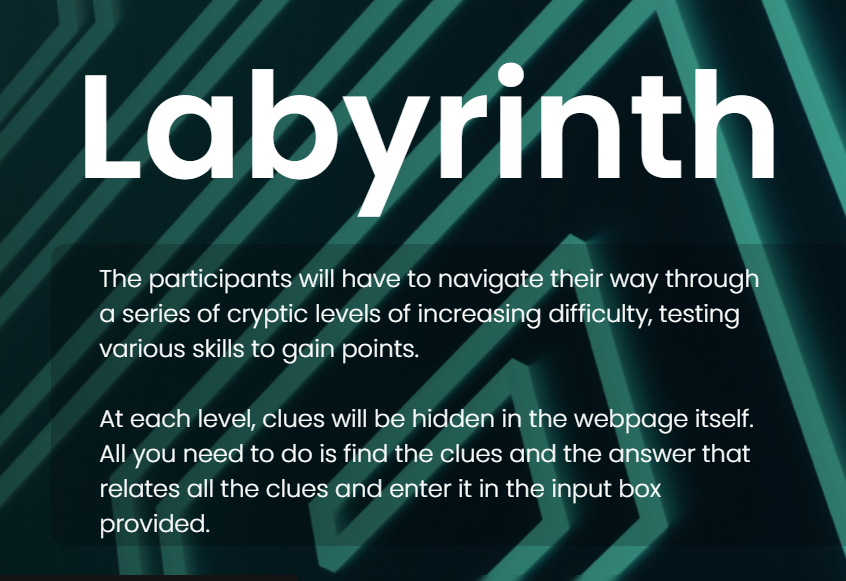 Labyrinth
The participants will have to navigate their way through
a series of cryptic levels of increasing difficulty, testing
various skills to gain points.
At each level, clues will be hidden in the webpage itself.
All you need to do is find the clues and the answer that
relates all the clues and enter it in the input box
provided.